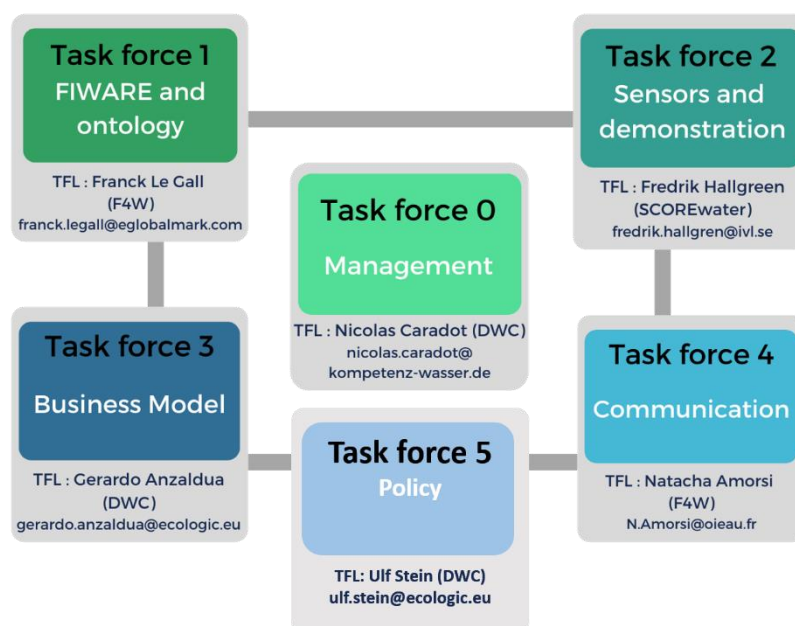 Task force 1
FIWARE and
ontology
TFL : Franck Le Gall
(F4W)
franck.legall@eglobalmark.com
Task force 2
Sensors and
demonstration
TFL : Fredrik Hallgreen
(SCOREwater)
fredrik.hallgren@ivl.se
Task force 0
Management
TFL : Nicolas Caradot (DWC)
nicolas.caradot@
kompetenz-wasser.de
Task force 3
Business Model
TFL : Gerardo Anzaldua
(DWC)
gerardo.anzaldua@ecologic.eu
Task force 4
Communication
TFL : Natacha Amorsi
(F4W)
N.Amorsi@oieau.fr
Task force 5
Policy
TFL: Ulf Stein (DWC)
ulf.stein@ecologic.eu